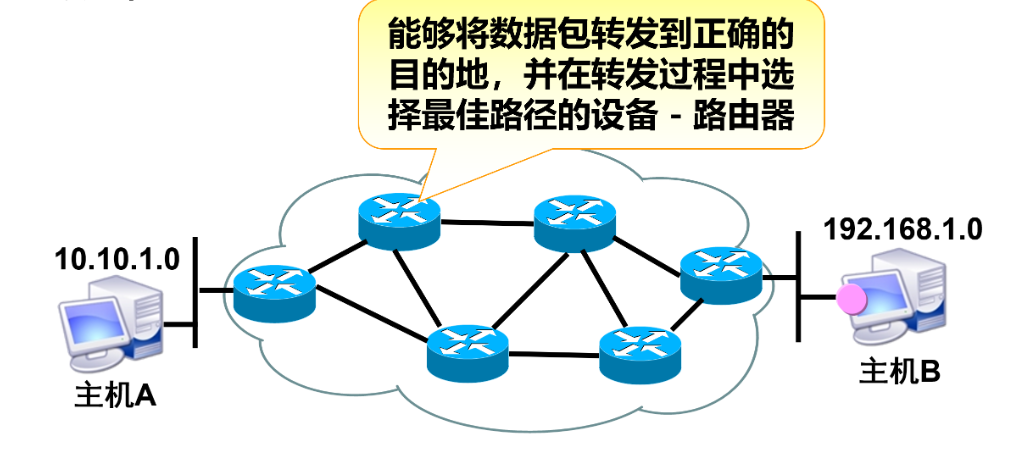 能够将数据包转发到正确的
目的地，并在转发过程中选
择最佳路径的设备 - 路由器
10.10.1.0
192.168.1.0
主机A
主机B